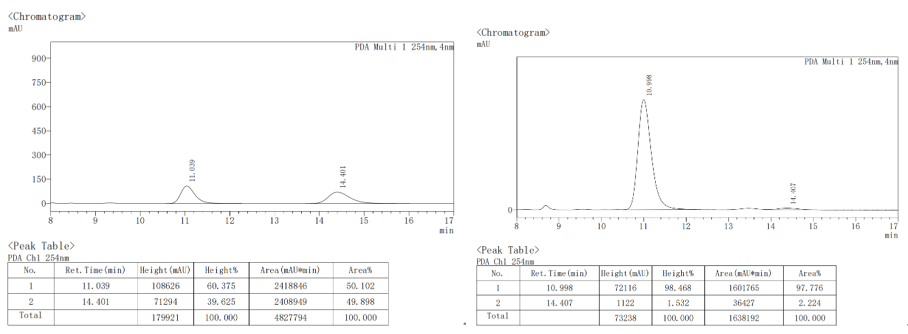 <Chromatogram>
mAU
PDA Multi 1 254nm,4nm
900
750
600
450
300
150
0
11.039
14.401
8 9 10 11 12 13 14 15 16 17
min
<Peak Table>
PDA Ch1 254nm
No. Ret.Time(min) Height(mAU) Height% Area(mAU*min) Area%
1 11.039 108626 60.375 2418846 50.102
2 14.401 71294 39.625 2408949 49.898
Total 179921 100.000 4827794 100.000
<Chromatogram>
mAU
PDA Multi 1 254nm,4nm
0
10.998
14.407
8 9 10 11 12 13 14 15 16 17
min
<Peak Table>
PDA Ch1 254nm
No. Ret.Time(min) Height(mAU) Height% Area(mAU*min) Area%
1 10.998 72116 98.468 1601765 97.776
2 14.407 1122 1.532 36427 2.224
Total 73238 100.000 1638192 100.000